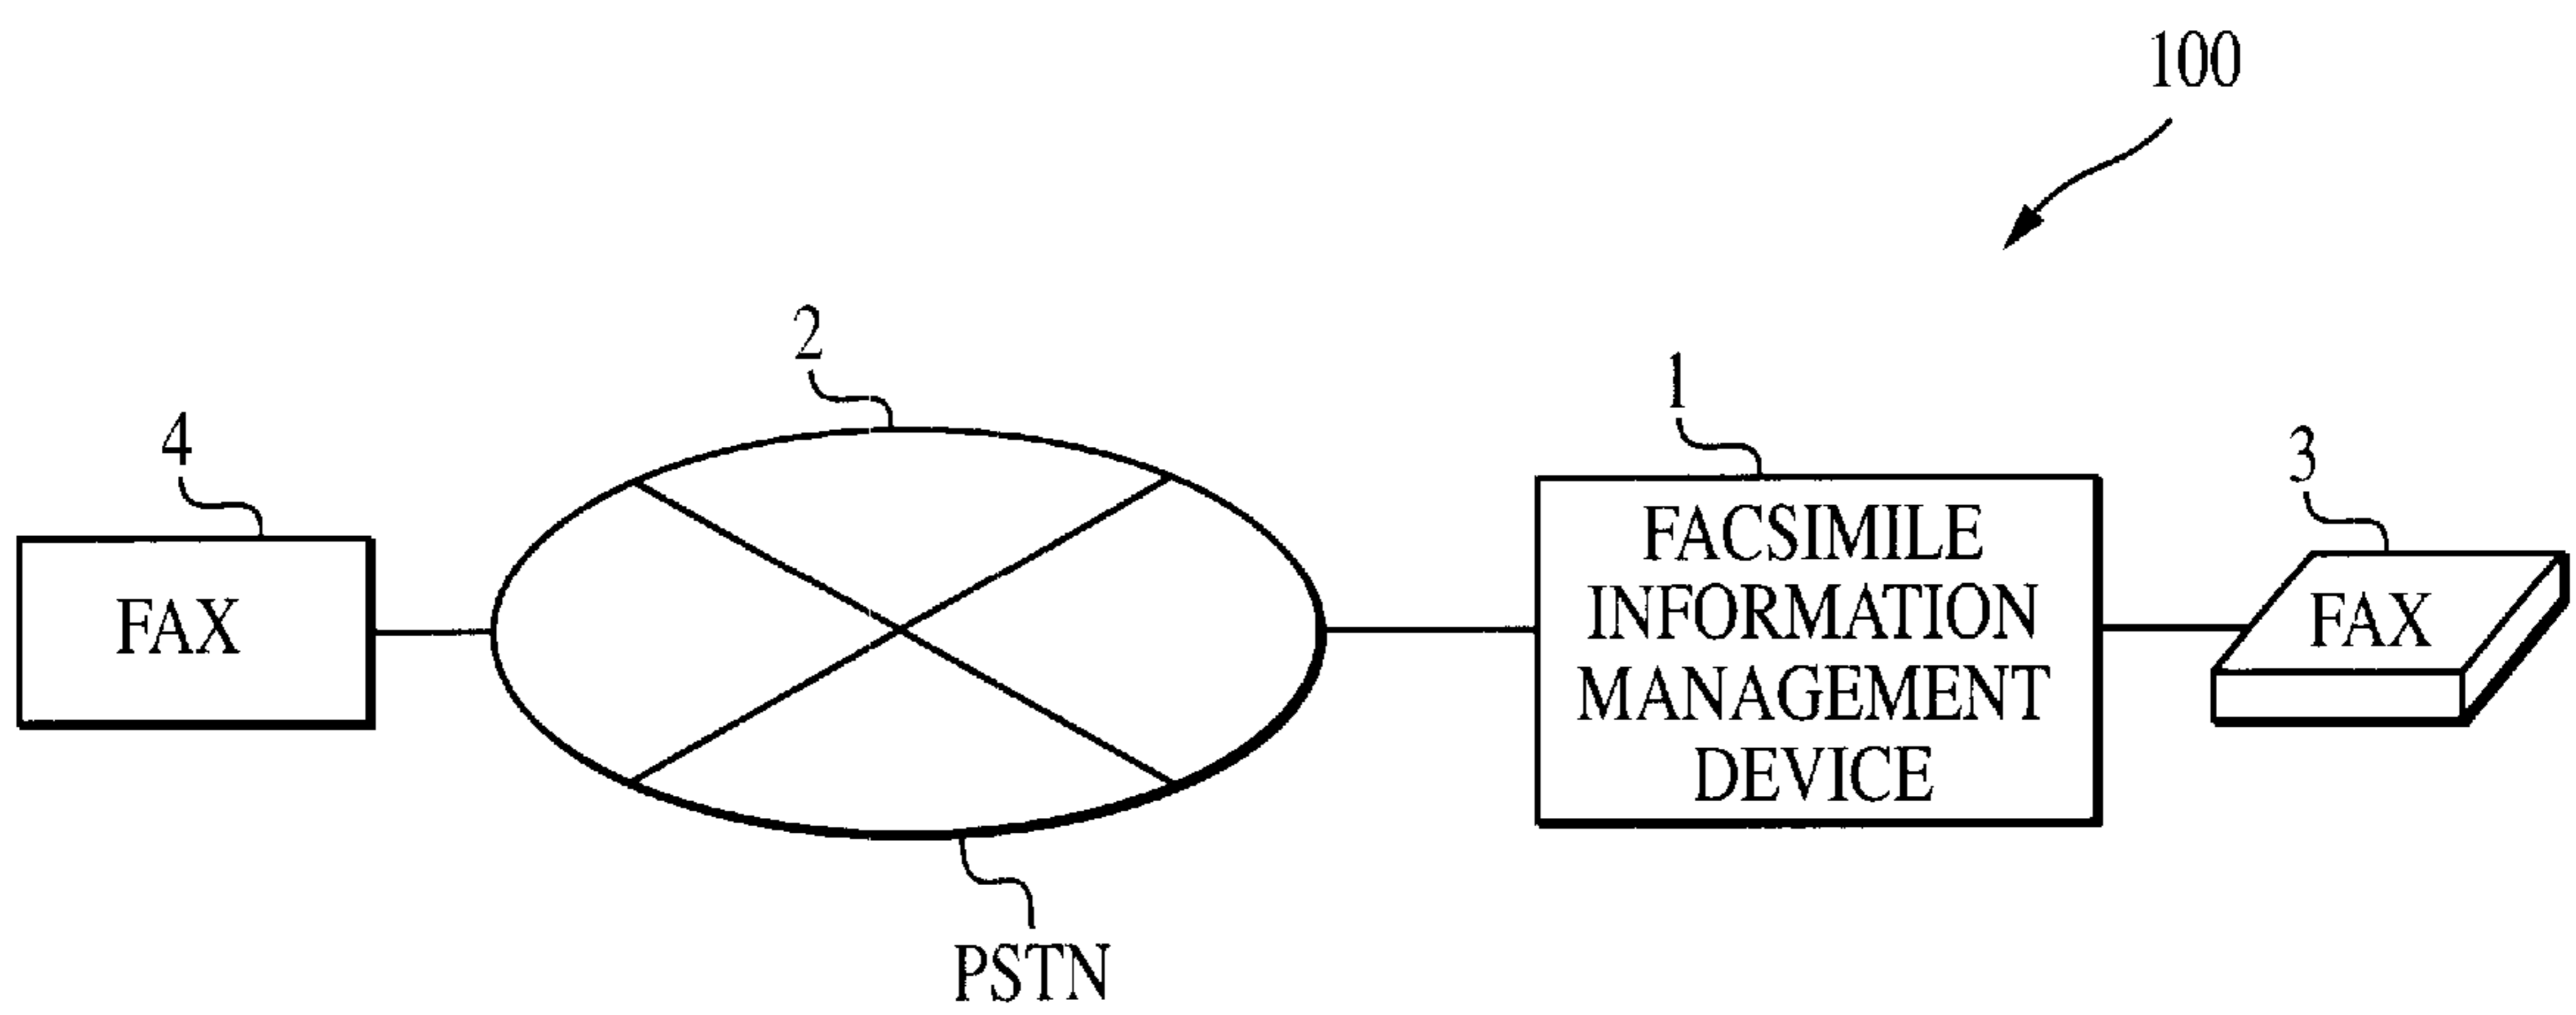 100
2
1
4
3
FACSIMILE
INFORMATION
MANAGEMENT
DEVICE
FAX
FAX
PSTN